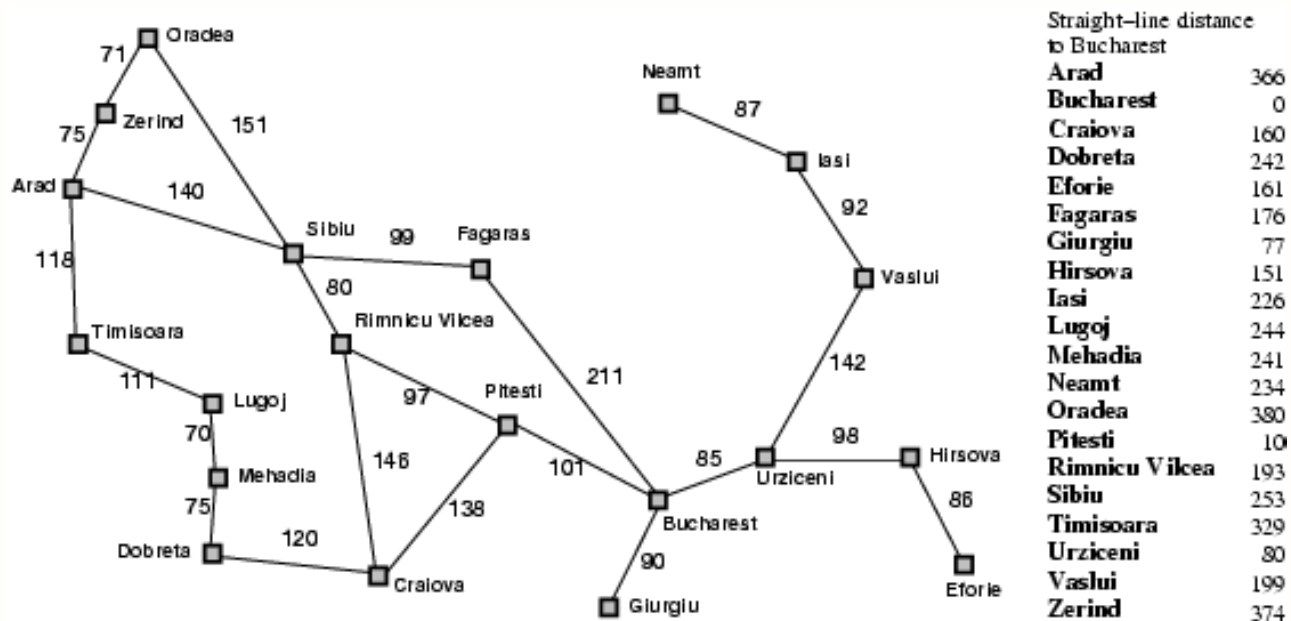 Oradea
71
Neamt
87
Zerind
151
75
Iasi
Arad
140
92
Sibiu
99
Fagaras
118
80
Vaslui
Timisoara
Rimnicu Vilcea
111
142
211
Lugoj
97
Pitesti
70
98
Hirsova
146
101
85
Urziceni
Mehadia
86
75
138
Bucharest
Dobreta
120
90
Craiova
Eforie
Giurgiu
Straight–line distance
to Bucharest
Arad 366
Bucharest 0
Craiova 160
Dobreta 242
Eforie 161
Fagaras 176
Giurgiu 77
Hirsova 151
Iasi 226
Lugoj 244
Mehadia 241
Neamt 234
Oradea 380
Pitesti 10
Rimnicu Vilcea 193
Sibiu 253
Timisoara 329
Urziceni 80
Vaslui 199
Zerind 374